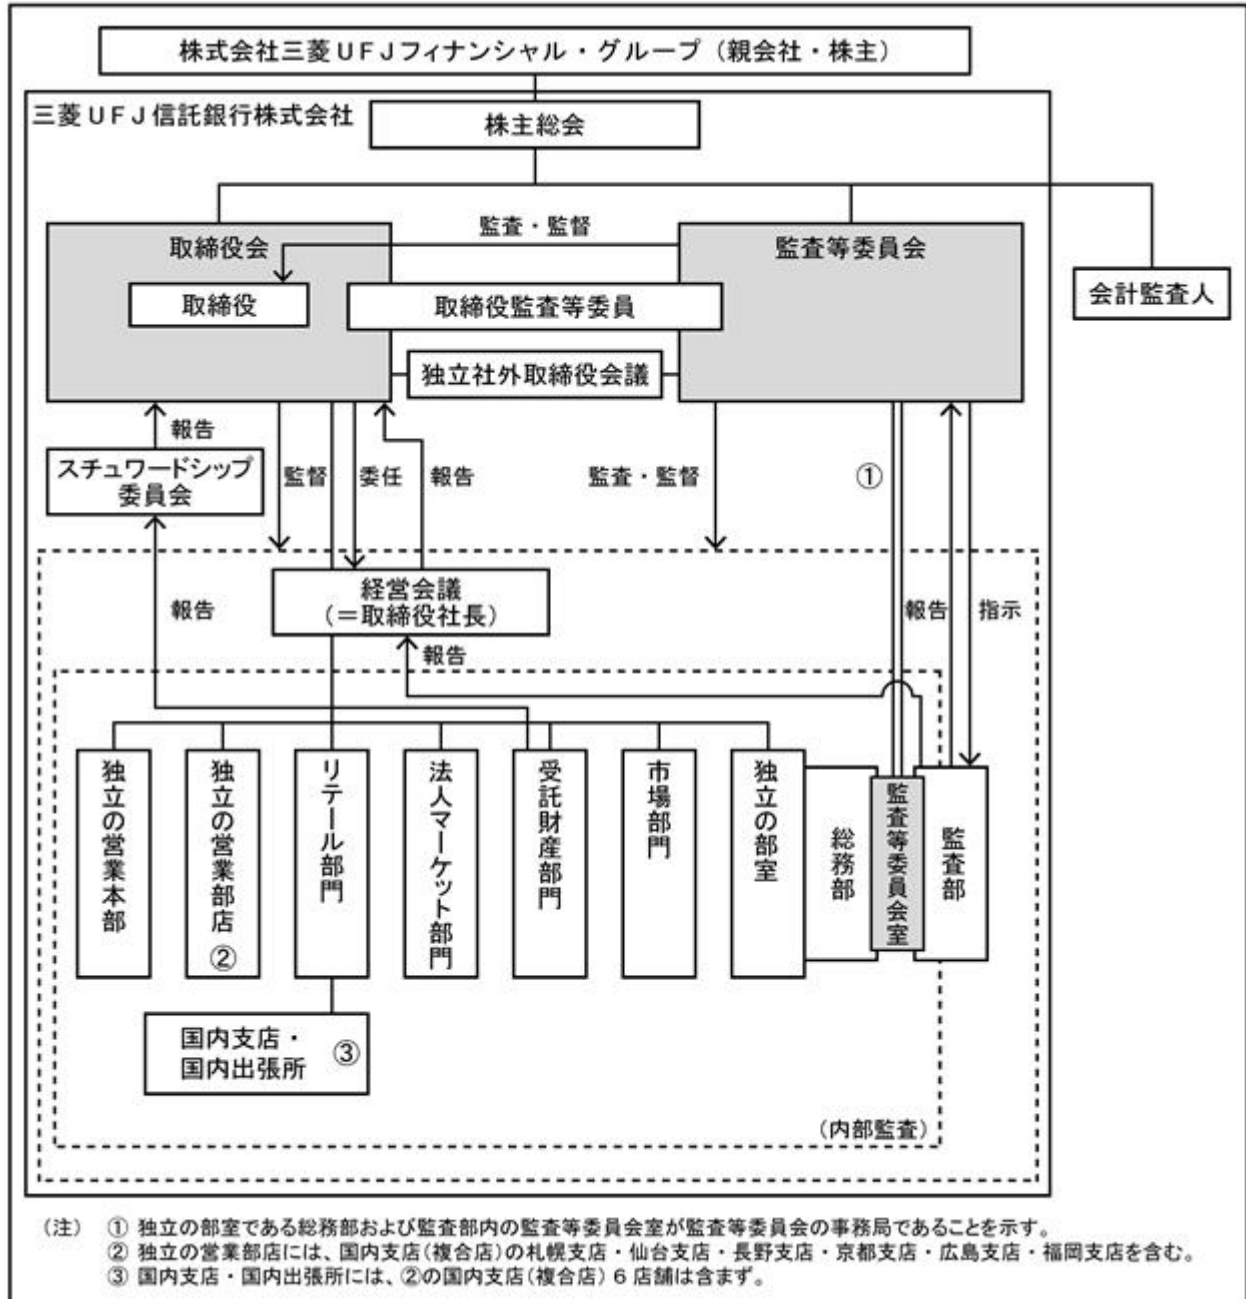 株式会社三菱UFJフィナンシャル・グループ（親会社・株主）
三菱UFJ信託銀行株式会社
株主総会
監査・監督
取締役会
監査等委員会
取締役
取締役監査等委員
会計監査人
独立社外取締役会議
報告
スチュワードシップ
委員会
監督
委任
報告
監査・監督
①
報告
経営会議
（＝取締役社長）
報告
報告
指示
独立の営業本部
独立の営業部店②
リテール部門
法人マーケット部門
受託財産部門
市場部門
独立の部室
総務部
監査等委員会室
監査部
国内支店・
国内出張所
③
（内部監査）
（注） ① 独立の部室である総務部および監査部内の監査等委員会室が監査等委員会の事務局であることを示す。
② 独立の営業部店には、国内支店（複合店）の札幌支店・仙台支店・長野支店・京都支店・広島支店・福岡支店を含む。
③ 国内支店・国内出張所には、②の国内支店（複合店）６店舗は含まず。